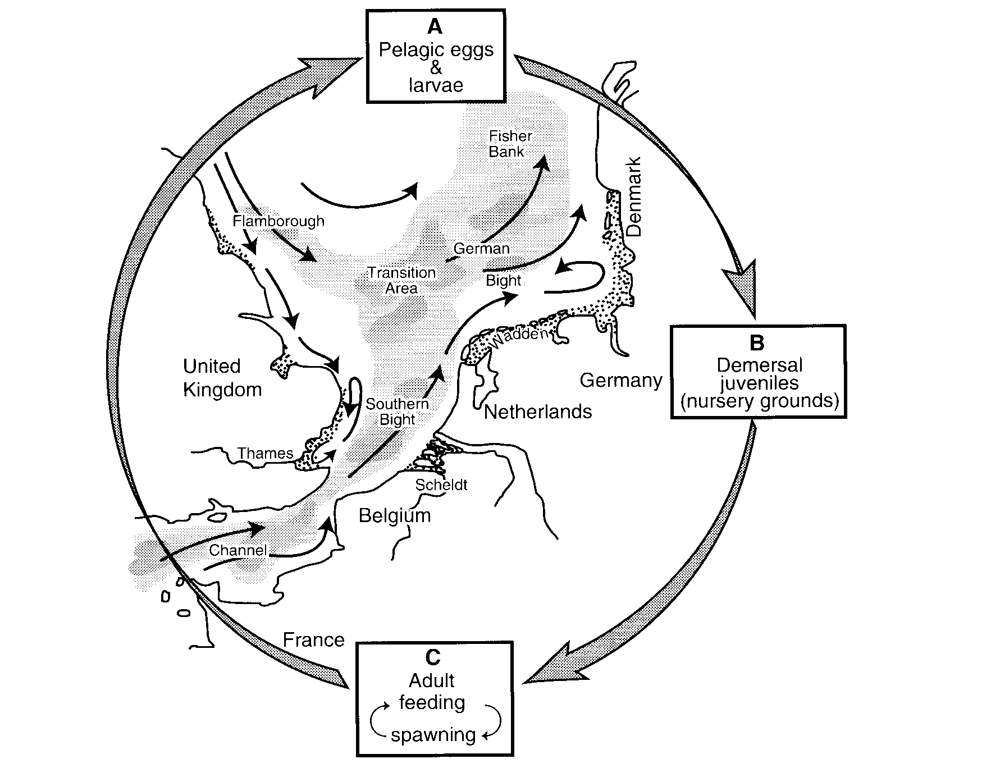 A
Pelagic eggs
&
larvae
Fisher
Bank
Denmark
Flamborough
German
Transition
Area
Bight
Wadden
B
Demersal
juveniles
(nursery grounds)
United
Kingdom
Germany
Southern
Bight
Netherlands
Thames
Scheldt
Belgium
Channel
France
C
Adult
feeding
spawning